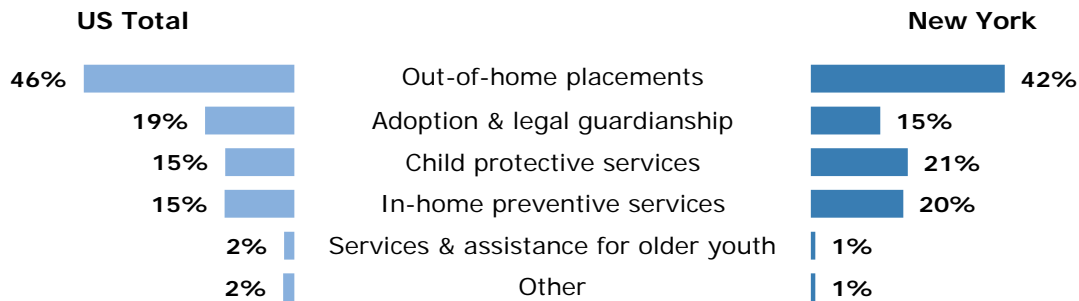 US Total New York
46% Out-of-home placements 42%
19% Adoption & legal guardianship 15%
15% Child protective services 21%
15% In-home preventive services 20%
2% Services & assistance for older youth 1%
2% Other 1%